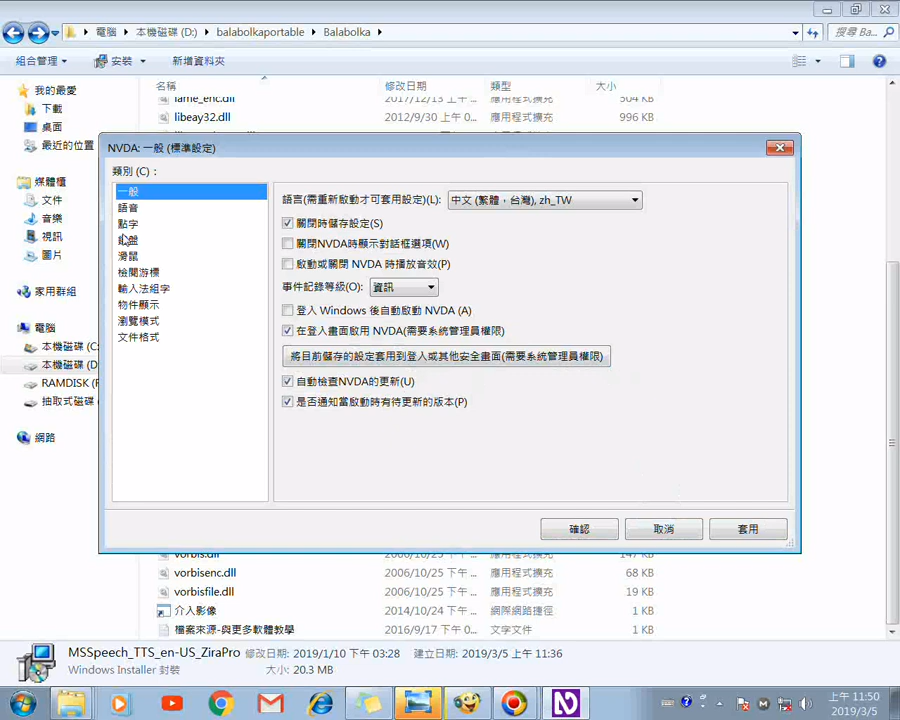 電腦 本機磁碟 (D:) balabolkaportable Balabolka
搜尋 Ba...
組合管理 安裝 新增資料夾
名稱 修改日期 類型 大小
我的最愛
下載
桌面
最近的位置
媒體櫃
文件
音樂
視訊
圖片
家用群組
電腦
本機磁碟 (C:
本機磁碟 (D
RAMDISK (F
抽取式磁碟
網路
lame_enc.dll 2017/12/13 上午 ... 應用程式擴充 504 KB
libeay32.dll 2012/9/30 上午 0... 應用程式擴充 996 KB
NVDA: 一般 (標準設定)
類別(C):
一般
語音
點字
鍵盤
滑鼠
檢閱游標
輸入法組字
物件顯示
瀏覽模式
文件格式
語言(需重新啟動才可套用設定)(L): 中文 (繁體，台灣), zh_TW
關閉時儲存設定(S)
關閉NVDA時顯示對話框選項(W)
啟動或關閉 NVDA 時播放音效(P)
事件記錄等級(O): 資訊
登入 Windows 後自動啟動 NVDA (A)
在登入畫面啟用 NVDA(需要系統管理員權限)
將目前儲存的設定套用到登入或其他安全畫面(需要系統管理員權限)
自動檢查NVDA的更新(U)
是否通知當啟動時有待更新的版本(P)
確認 取消 套用
vorbis.dll 2006/10/25 下午 ... 應用程式擴充 147 KB
vorbisenc.dll 2006/10/25 下午 ... 應用程式擴充 68 KB
vorbisfile.dll 2006/10/25 下午 ... 應用程式擴充 19 KB
介入影像 2014/10/24 下午 ... 網際網路捷徑 1 KB
檔案來源-與更多軟體教學 2016/9/17 下午 0... 文字文件 1 KB
MSSpeech_TTS_en-US_ZiraPro 修改日期: 2019/1/10 下午 03:28 建立日期: 2019/3/5 上午 11:36
Windows Installer 封裝 大小: 20.3 MB
上午 11:50
2019/3/5